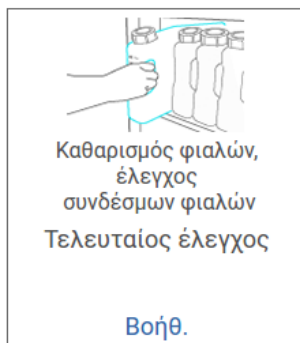 Καθαρισμός φιαλών,
έλεγχος
συνδέσμων φιαλών
Τελευταίος έλεγχος
Βοήθ.